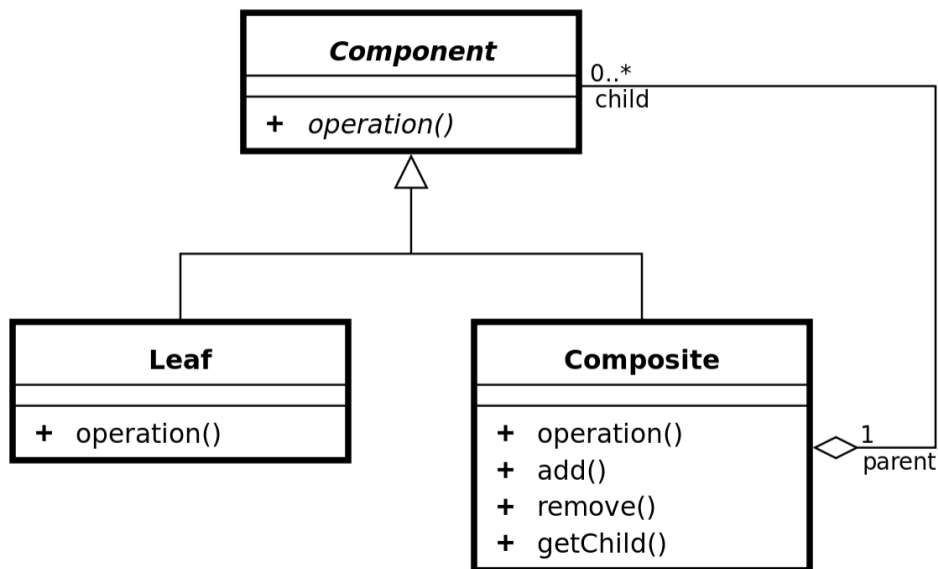 Component
0..*
child
+ operation()
Leaf
+ operation()
Composite
+ operation()
+ add()
+ remove()
+ getChild()
1
parent